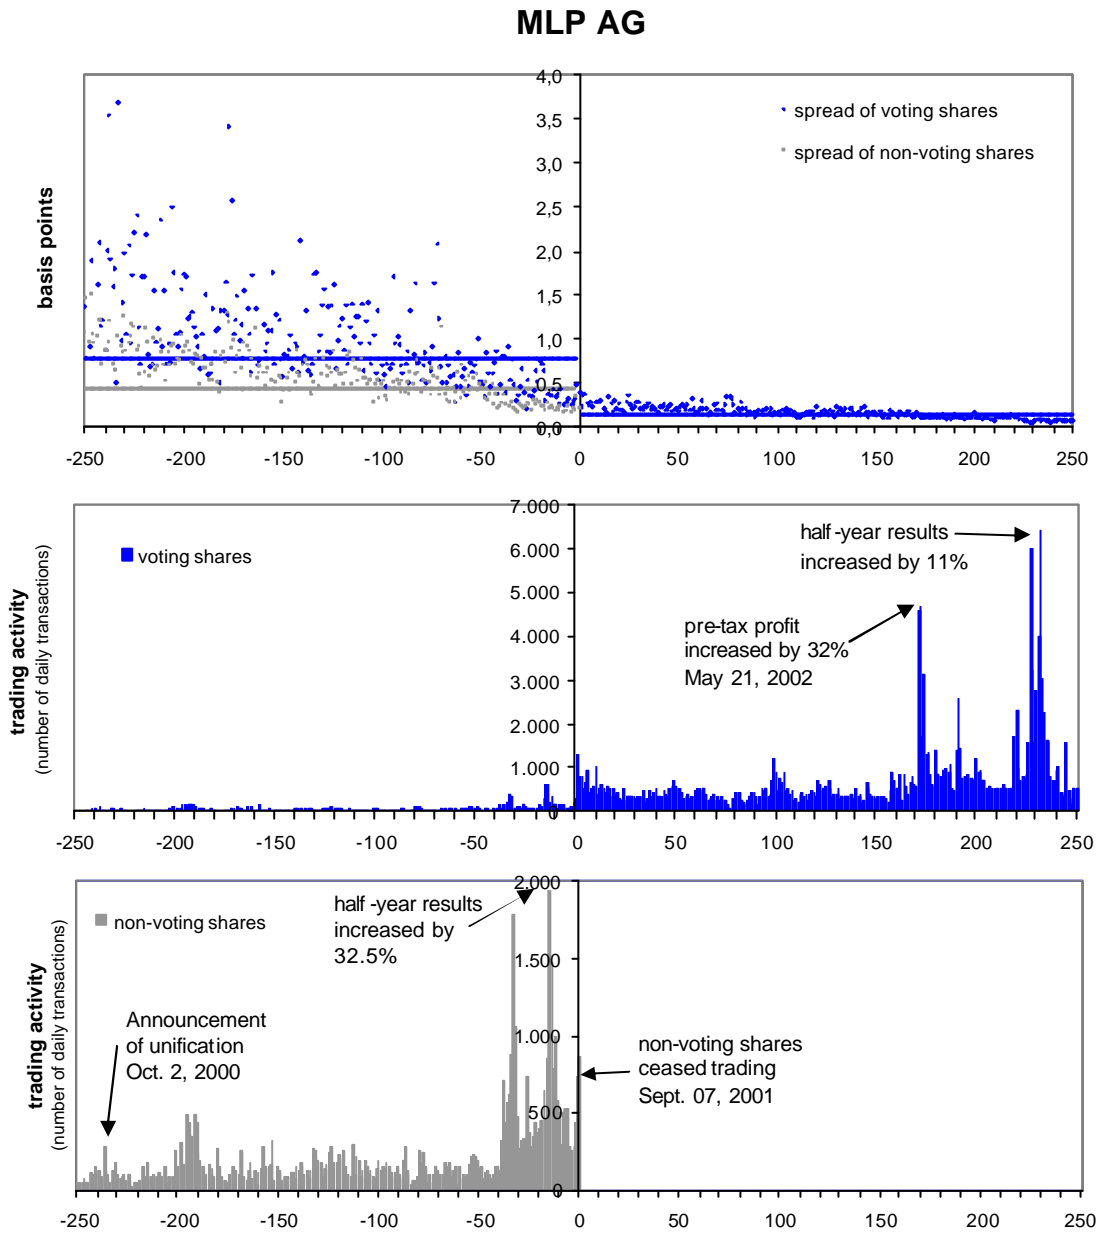 MLP AG
basis points
4,0
3,5
3,0
2,5
2,0
1,5
1,0
0,5
0,0
spread of voting shares
spread of non-voting shares
-250 -200 -150 -100 -50 0 50 100 150 200 250
trading activity
(number of daily transactions)
7.000
6.000
5.000
4.000
3.000
2.000
1.000
0
voting shares
half-year results
increased by 11%
pre-tax profit
increased by 32%
May 21, 2002
-250 -200 -150 -100 -50 0 50 100 150 200 250
trading activity
(number of daily transactions)
2.000
1.500
1.000
500
0
non-voting shares
half-year results
increased by
32.5%
Announcement
of unification
Oct. 2, 2000
non-voting shares
ceased trading
Sept. 07, 2001
-250 -200 -150 -100 -50 0 50 100 150 200 250